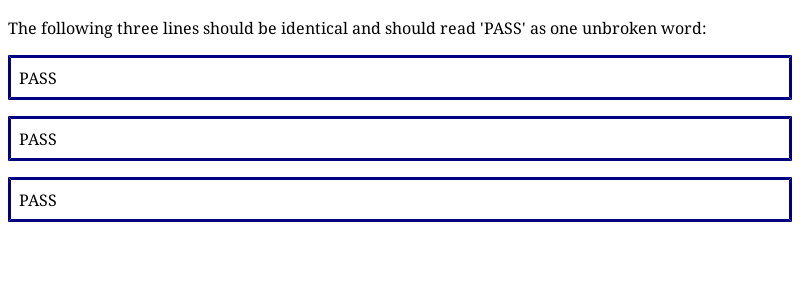 The following three lines should be identical and should read 'PASS' as one unbroken word:
PASS
PASS
PASS